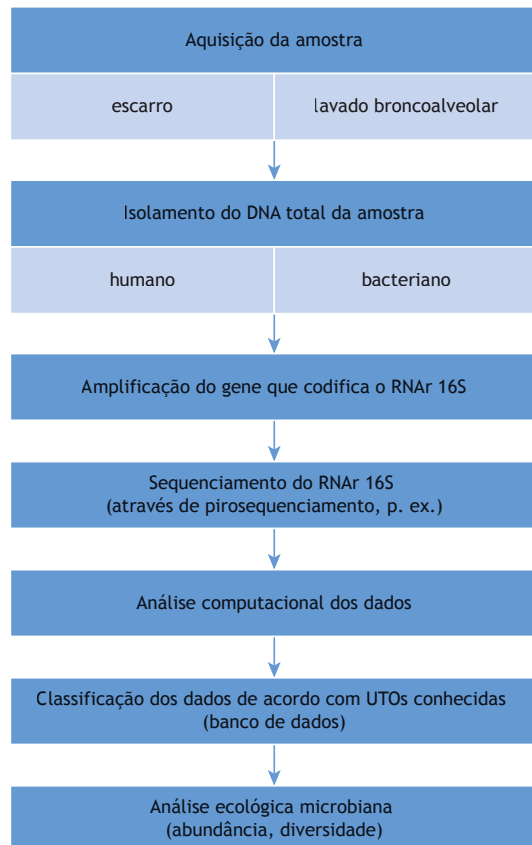 Aquisição da amostra
escarro
lavado broncoalveolar
Isolamento do DNA total da amostra
humano
bacteriano
Amplificação do gene que codifica o RNAr 16S
Sequenciamento do RNAr 16S
(através de pirosequenciamento, p. ex.)
Análise computacional dos dados
Classificação dos dados de acordo com UTOs conhecidas
(banco de dados)
Análise ecológica microbiana
(abundância, diversidade)